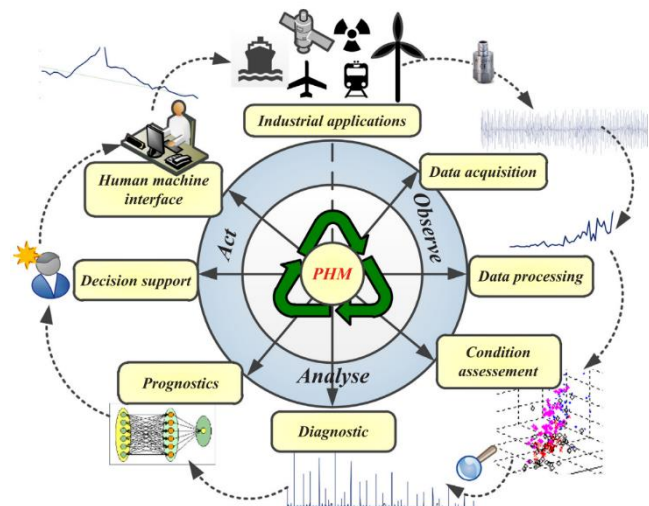 Industrial applications
Data acquisition
Human machine
interface
Act
Observe
PHM
Decision support
Data processing
Condition
assessement
Prognostics
Analyse
Diagnostic